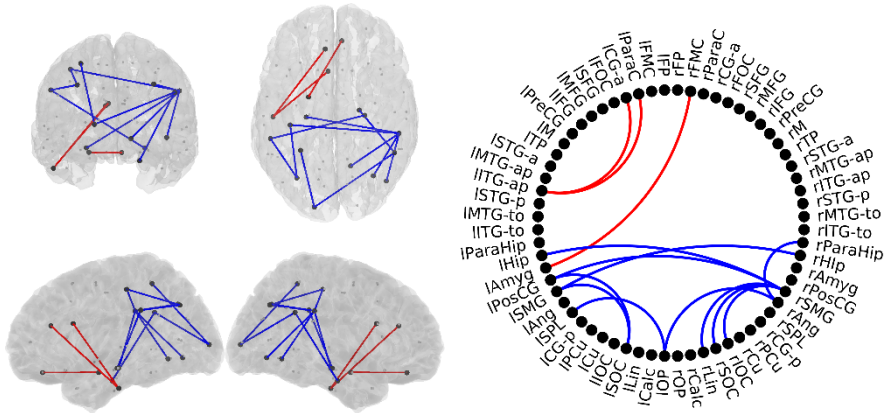 lFP
rFP
rFMC
rParaC
rCG-a
rFOC
rSFG
rMFG
rIFG
rPreCG
rM
rTP
rSTG-a
rMTG-ap
rITG-ap
rSTG-p
rMTG-to
rITG-to
rParaHip
rHip
rAmyg
rPosCG
rSMG
rAng
rSPL
rCG-p
rPCu
rCu
rIOC
rSOC
rLin
rCalc
rOP
lOP
lCalc
lLin
lSOC
lIOC
lCu
lPCu
lCG-p
lSPL
lAng
lSMG
lPosCG
lAmyg
lHip
lParaHip
lITG-to
lMTG-to
lSTG-p
lITG-ap
lMTG-ap
lSTG-a
lTP
lM
lPreCG
lIFG
lMFG
lSFG
lFOC
lCG-a
lParaC
lFMC